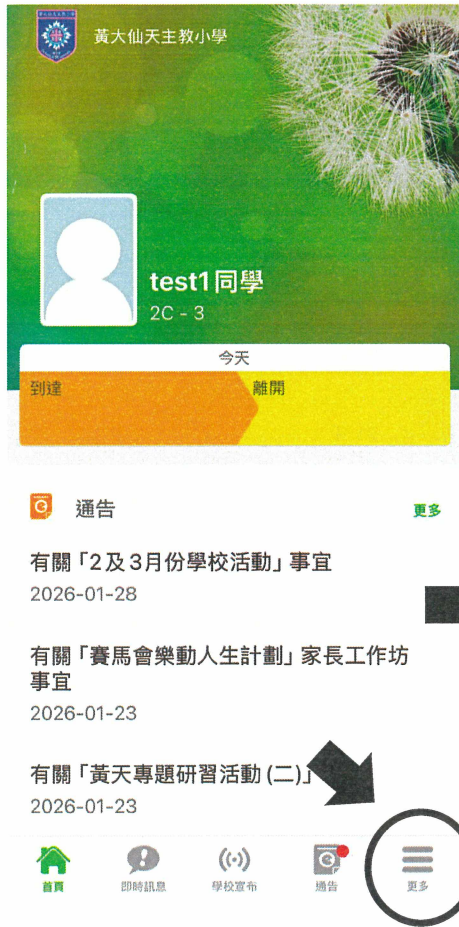 黃大仙天主教小學
test1同學
2C - 3
今天
到達
離開
通告
更多
有關「2及3月份學校活動」事宜
2026-01-28
有關「賽馬會樂動人生計劃」家長工作坊
事宜
2026-01-23
有關「黃天專題研習活動 (二)」
2026-01-23
首頁
即時訊息
學校宣布
通告
更多